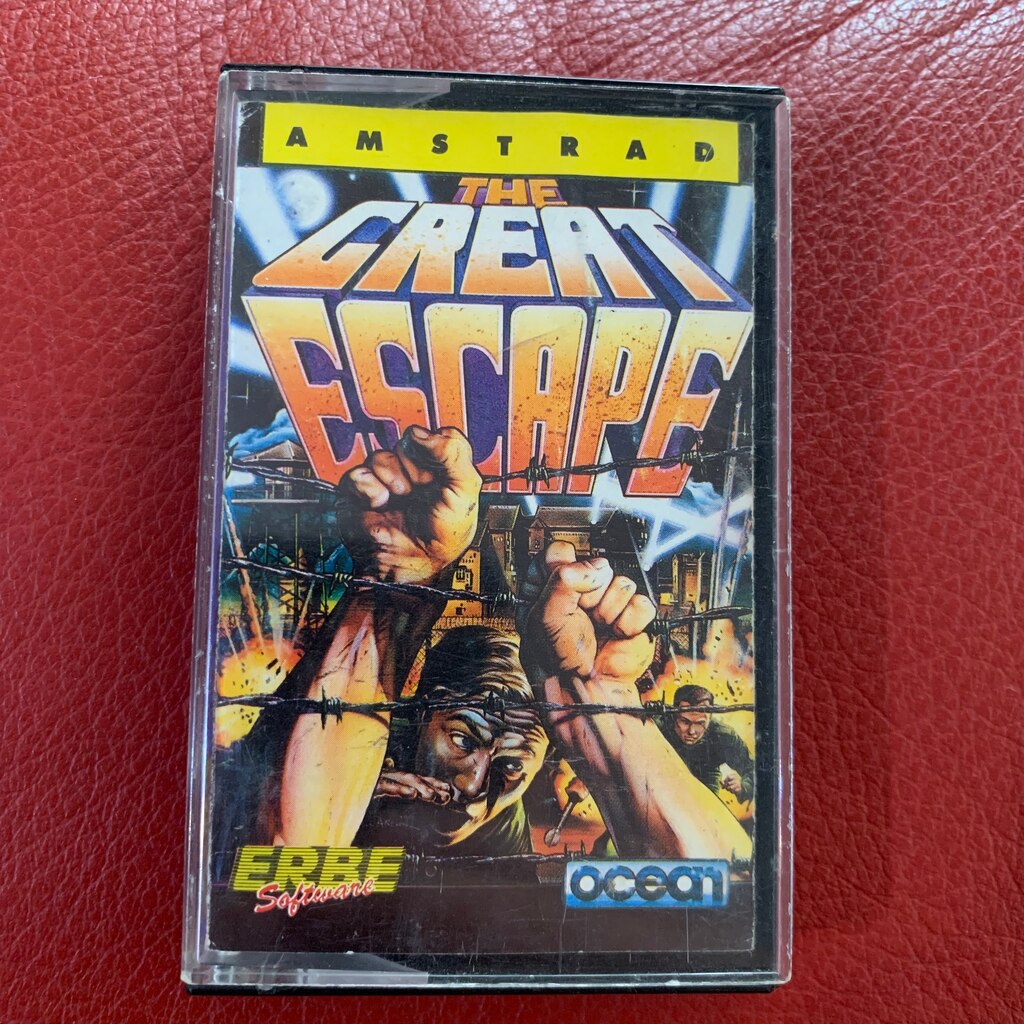 AMSTRAD
THE
GREAT
ESCAPE
ERBE
Software
ocean